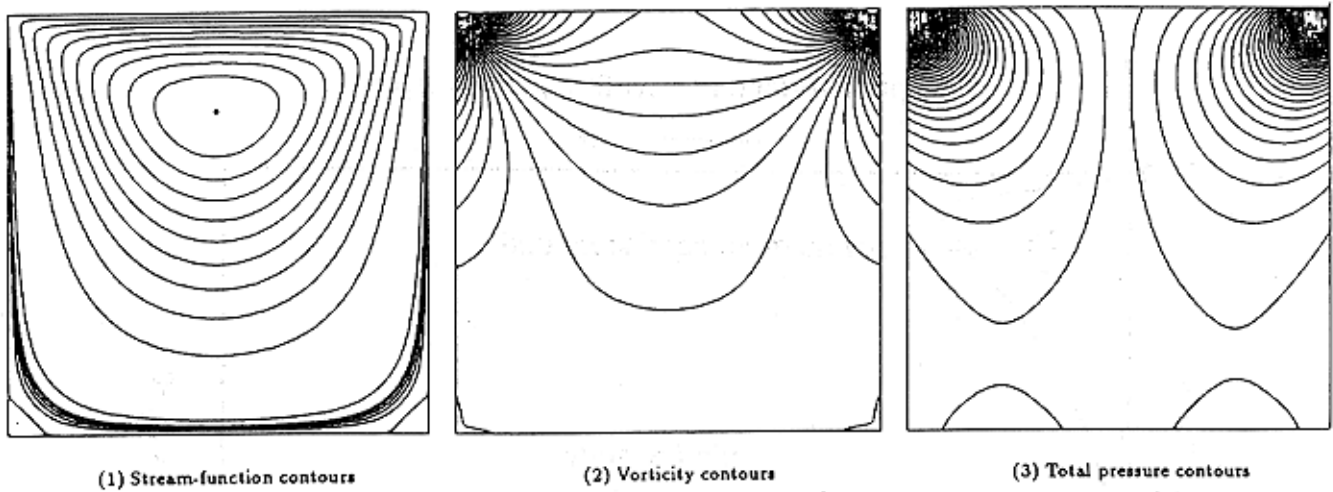 (1) Stream-function contours
(2) Vorticity contours
(3) Total pressure contours